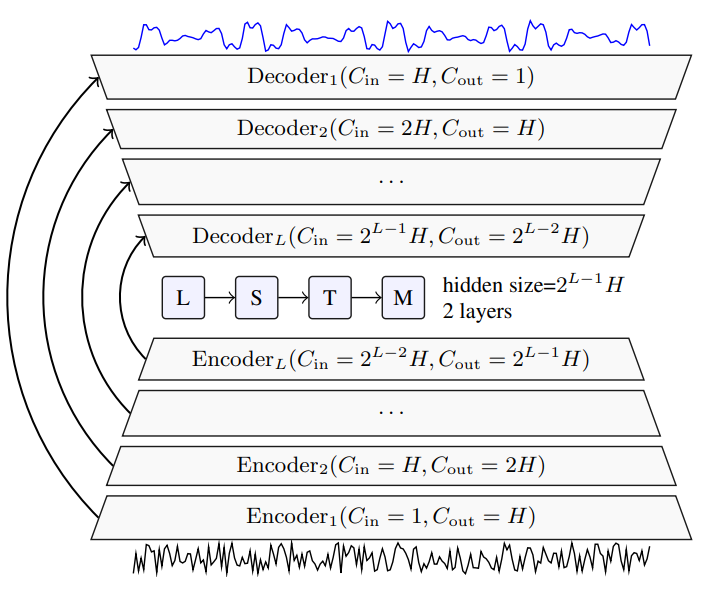 Decoder₁(C_in = H, C_out = 1)
Decoder₂(C_in = 2H, C_out = H)
...
Decoder_L(C_in = 2^{L−1}H, C_out = 2^{L−2}H)
L S T M
hidden size=2^{L−1}H
2 layers
Encoder_L(C_in = 2^{L−2}H, C_out = 2^{L−1}H)
...
Encoder₂(C_in = H, C_out = 2H)
Encoder₁(C_in = 1, C_out = H)